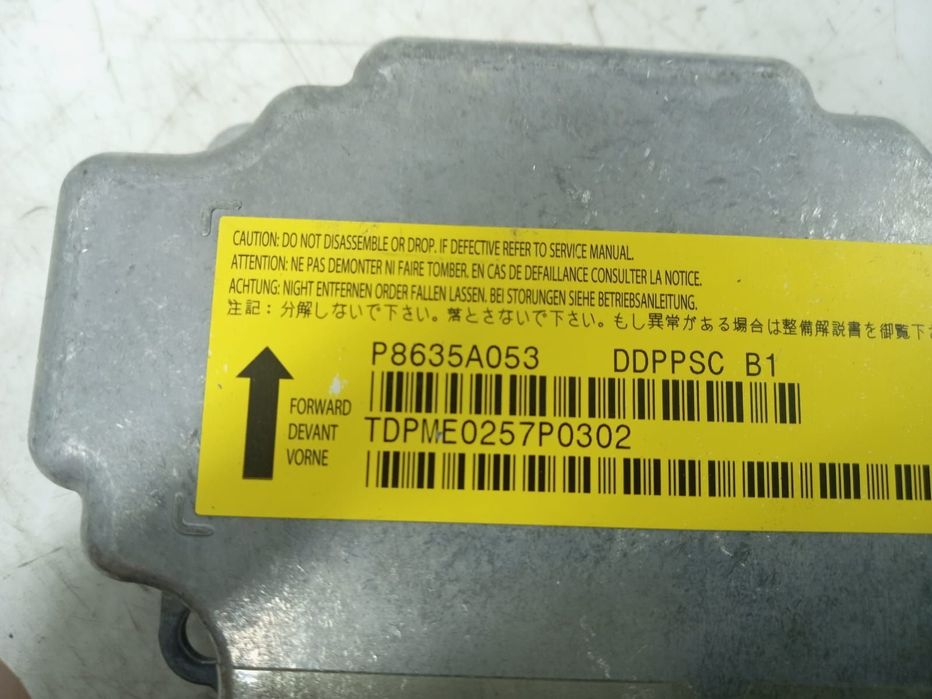 CAUTION: DO NOT DISASSEMBLE OR DROP. IF DEFECTIVE REFER TO SERVICE MANUAL.
ATTENTION: NE PAS DEMONTER NI FAIRE TOMBER, EN CAS DE DEFAILLANCE CONSULTER LA NOTICE.
ACHTUNG: NIGHT ENTFERNEN ORDER FALLEN LASSEN. BEI STORUNGEN SIEHE BETRIEBSANLEITUNG.
注記：分解しないで下さい。落とさないで下さい。もし異常がある場合は整備解説書を御覧下さ
P8635A053 DDPPSC B1
FORWARD
DEVANT
VORNE
TDPME0257P0302